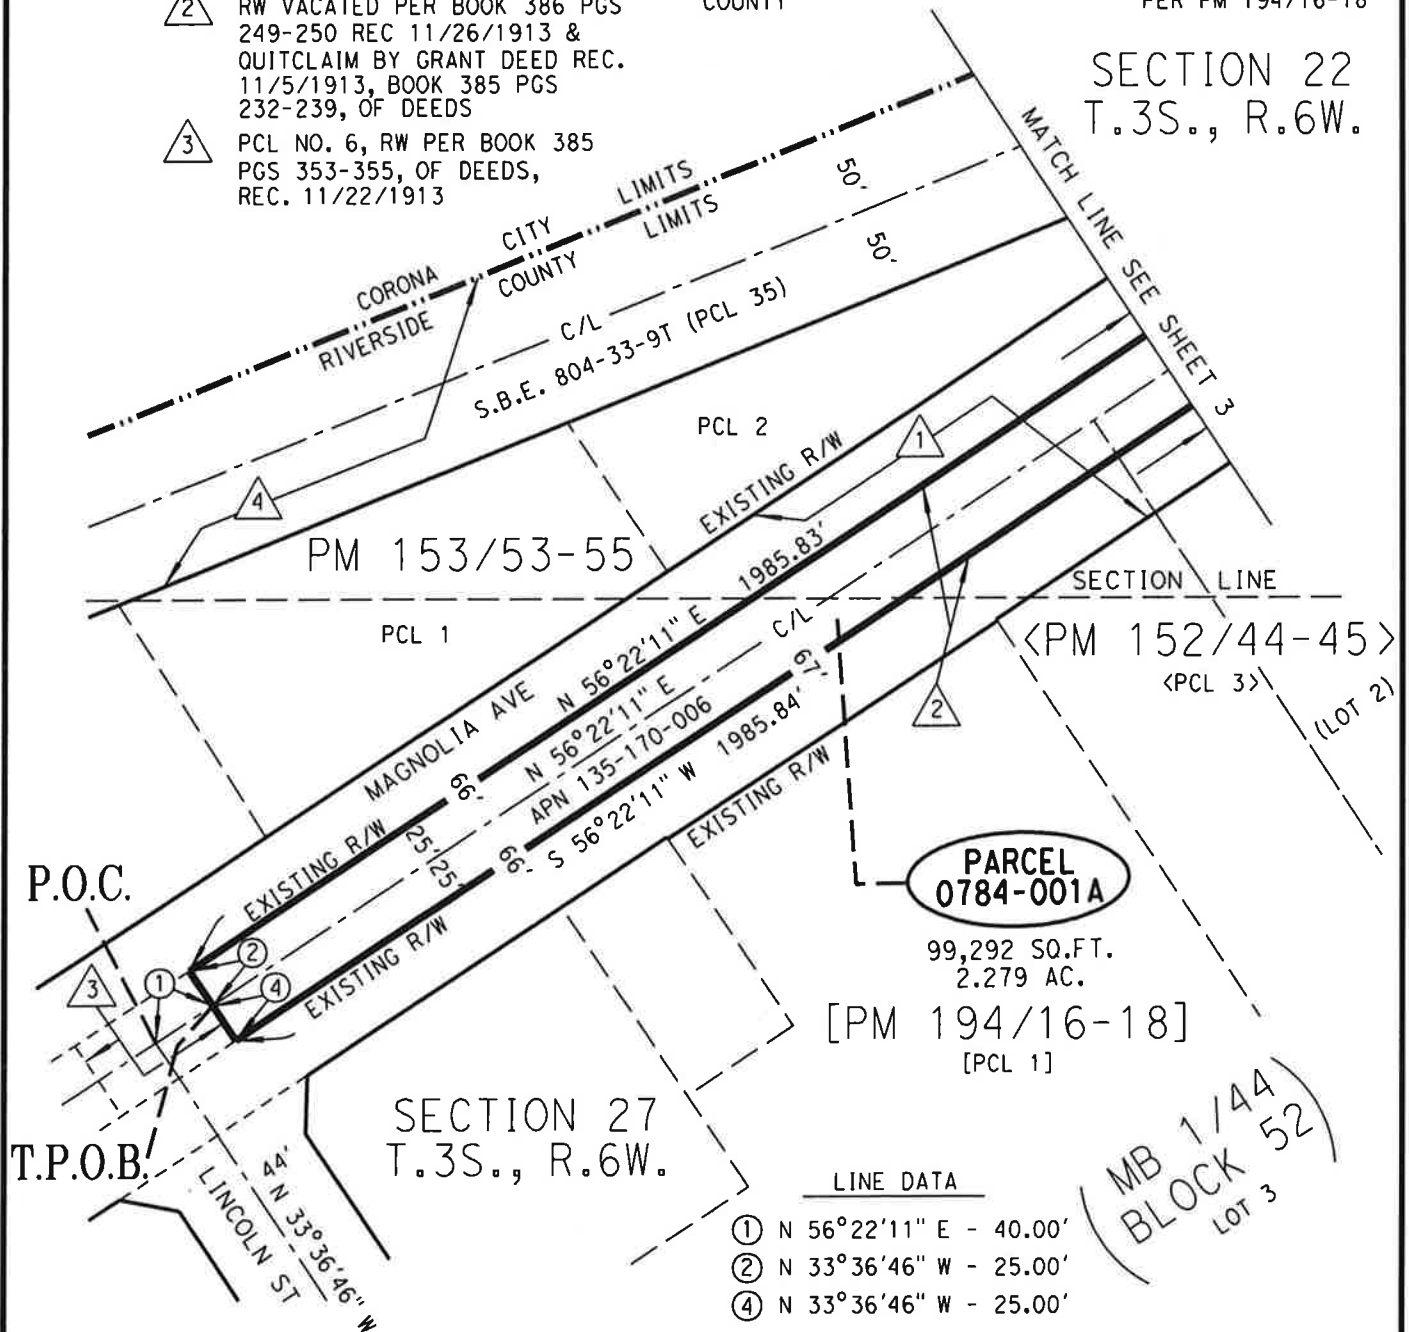 2 RW VACATED PER BOOK 386 PGS
249-250 REC 11/26/1913 &
QUITCLAIM BY GRANT DEED REC.
11/5/1913, BOOK 385 PGS
232-239, OF DEEDS
3 PCL NO. 6, RW PER BOOK 385
PGS 353-355, OF DEEDS,
REC. 11/22/1913
COUNTY
PER PM 194/16-18
SECTION 22
T.3S., R.6W.
MATCH LINE SEE SHEET 3
CORONA CITY LIMITS
RIVERSIDE COUNTY LIMITS
50'
50'
C/L
S.B.E. 804-33-9T (PCL 35)
PCL 2
EXISTING R/W
1
4
PM 153/53-55
PCL 1
SECTION LINE
<PM 152/44-45>
<PCL 3>
(LOT 2)
2
MAGNOLIA AVE
N 56°22'11" E 1985.83'
C/L
N 56°22'11" E
APN 135-170-006
67'
S 56°22'11" W 1985.84'
EXISTING R/W
66'
EXISTING R/W
25' 25'
66'
EXISTING R/W
PARCEL
0784-001A
99,292 SQ.FT.
2.279 AC.
[PM 194/16-18]
[PCL 1]
P.O.C.
3
1
2
4
T.P.O.B.
SECTION 27
T.3S., R.6W.
44'
N 33°36'46" W
LINCOLN ST
(MB 1/44
BLOCK 52)
LOT 3
LINE DATA
1 N 56°22'11" E - 40.00'
2 N 33°36'46" W - 25.00'
4 N 33°36'46" W - 25.00'